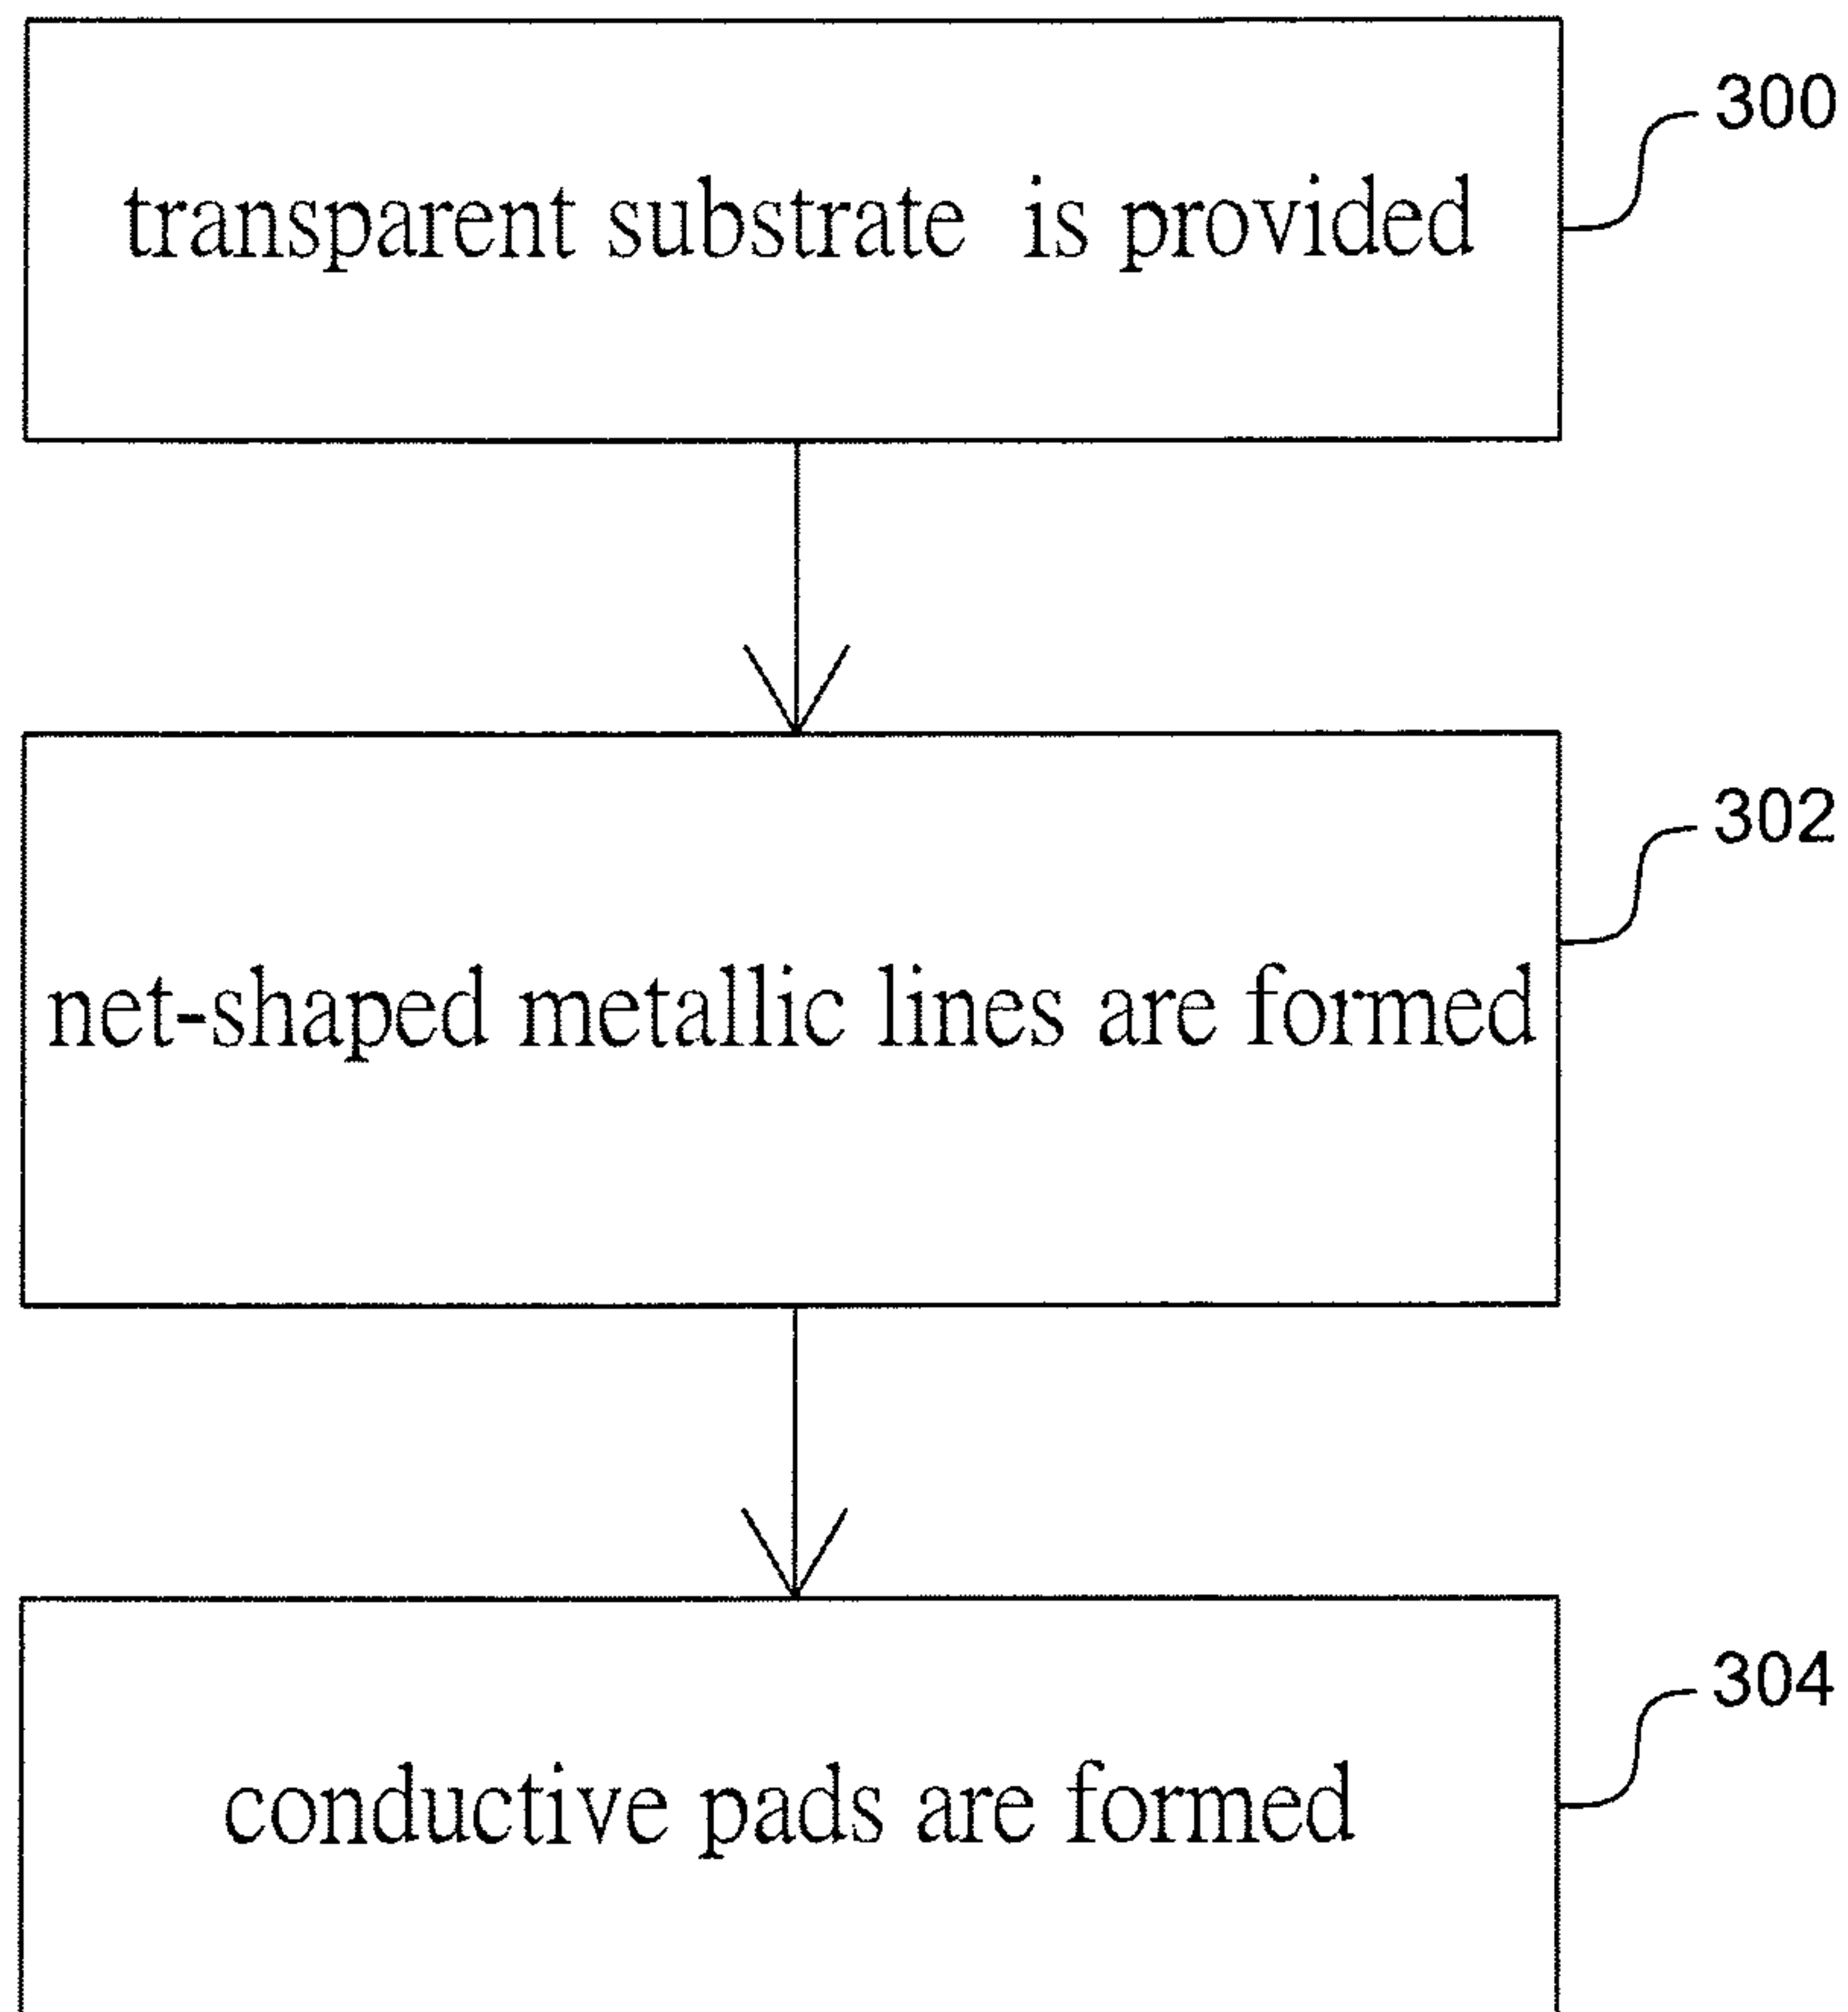 300
transparent substrate is provided
302
net-shaped metallic lines are formed
304
conductive pads are formed